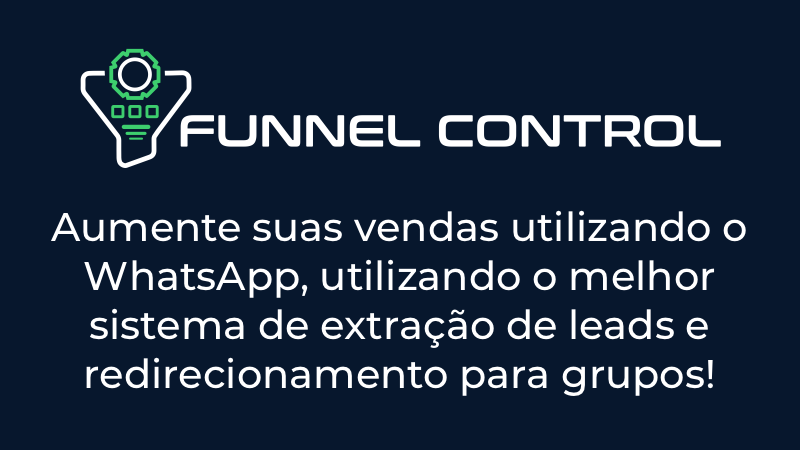 FUNNEL CONTROL
Aumente suas vendas utilizando o
WhatsApp, utilizando o melhor
sistema de extração de leads e
redirecionamento para grupos!